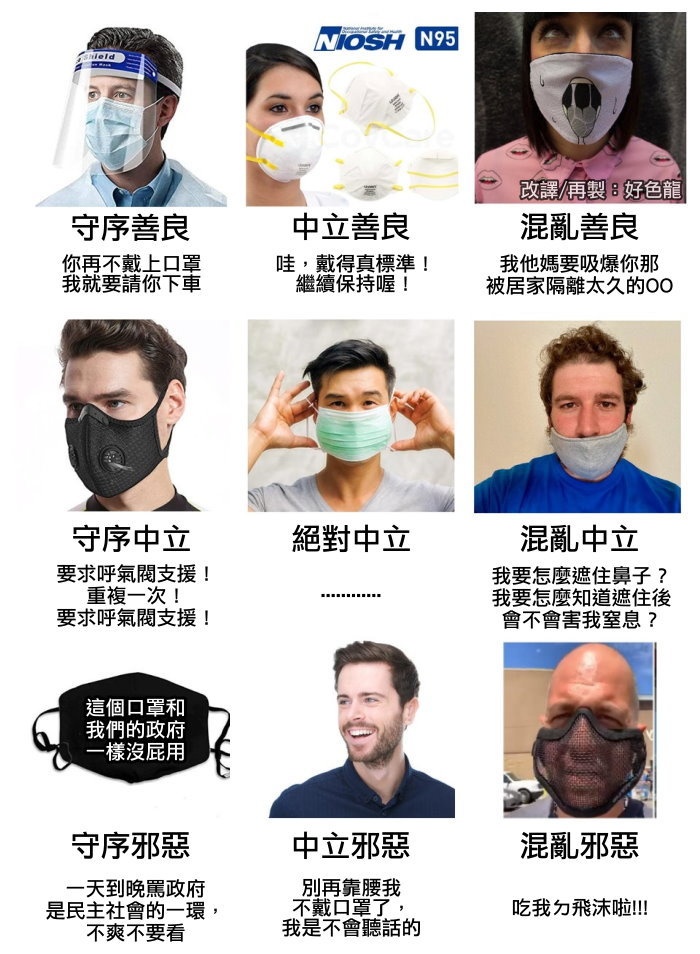 Shield
National Institute for
Occupational Safety and Health
NIOSH N95
改譯/再製：好色龍
守序善良
中立善良
混亂善良
你再不戴上口罩
我就要請你下車
哇，戴得真標準！
繼續保持喔！
我他媽要吸爆你那
被居家隔離太久的OO
守序中立
絕對中立
混亂中立
要求呼氣閥支援！
重複一次！
要求呼氣閥支援！
............
我要怎麼遮住鼻子？
我要怎麼知道遮住後
會不會害我窒息？
這個口罩和
我們的政府
一樣沒屁用
守序邪惡
中立邪惡
混亂邪惡
一天到晚罵政府
是民主社會的一環，
不爽不要看
別再靠腰我
不戴口罩了，
我是不會聽話的
吃我ㄉ飛沫啦!!!